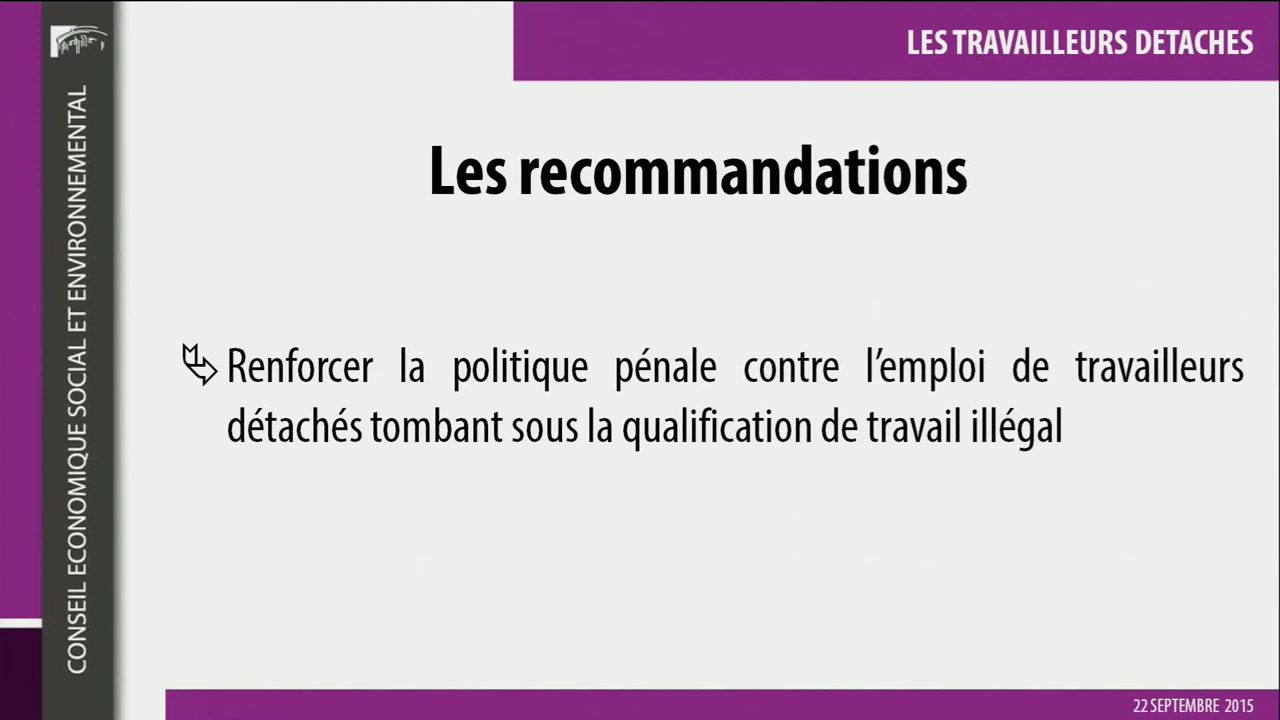 LES TRAVAILLEURS DETACHES
CONSEIL ECONOMIQUE SOCIAL ET ENVIRONNEMENTAL
Les recommandations
Renforcer la politique pénale contre l’emploi de travailleurs
détachés tombant sous la qualification de travail illégal
22 SEPTEMBRE 2015